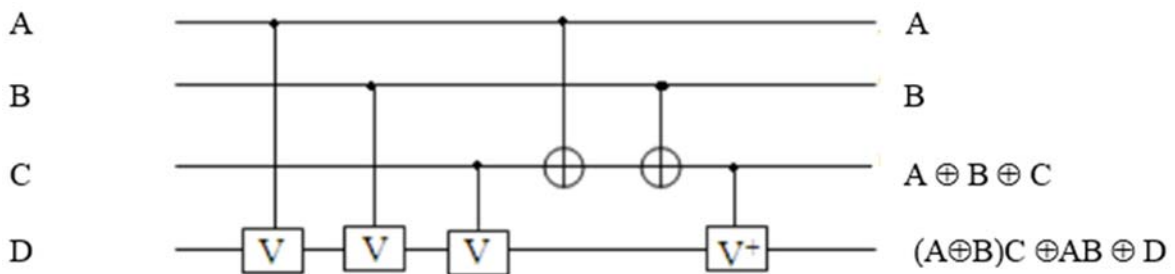 A A
B B
C A ⊕ B ⊕ C
D V V V V+ (A⊕B)C ⊕AB ⊕ D